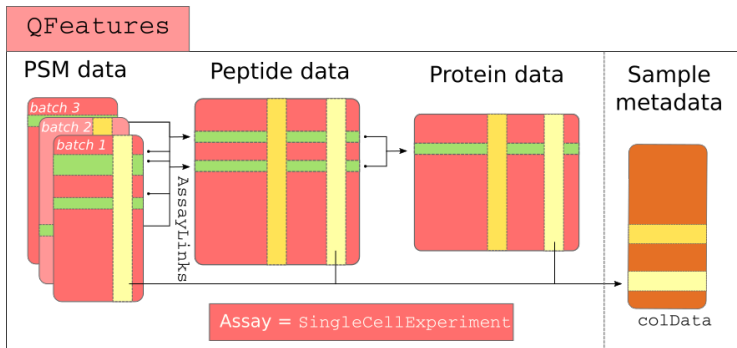 QFeatures
PSM data
Peptide data
Protein data
Sample
metadata
batch 3
batch 2
batch 1
AssayLinks
Assay = SingleCellExperiment
colData